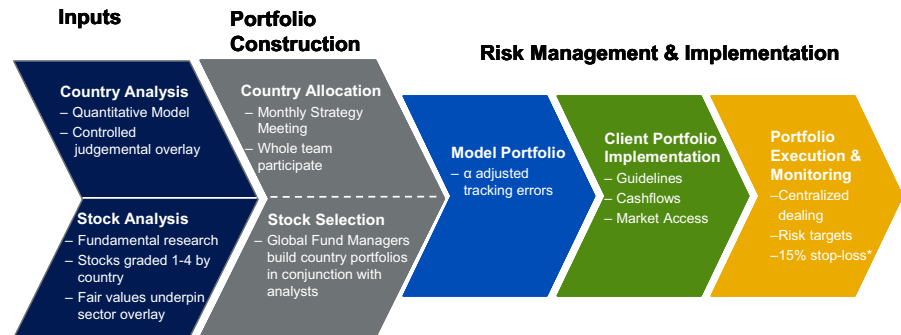 Inputs
Portfolio
Construction
Risk Management & Implementation
Country Analysis
– Quantitative Model
– Controlled
judgemental overlay
Stock Analysis
– Fundamental research
– Stocks graded 1-4 by
country
– Fair values underpin
sector overlay
Country Allocation
– Monthly Strategy
Meeting
– Whole team
participate
Stock Selection
– Global Fund Managers
build country portfolios
in conjunction with
analysts
Model Portfolio
– α adjusted
tracking errors
Client Portfolio
Implementation
– Guidelines
– Cashflows
– Market Access
Portfolio
Execution &
Monitoring
–Centralized
dealing
–Risk targets
–15% stop-loss*